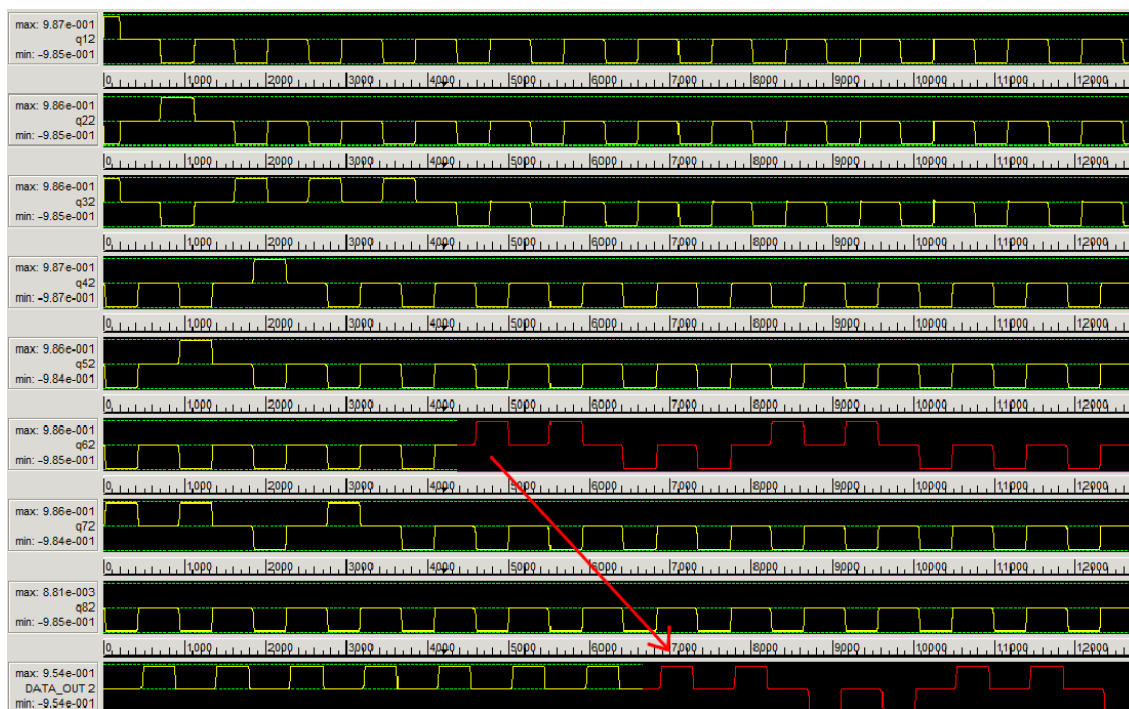 max: 9.87e-001
q12
min: -9.85e-001
0, 1000 2000 3000 4000 5000 6000 7000 8000 9000 10000 11000 12000
max: 9.86e-001
q22
min: -9.85e-001
0, 1000 2000 3000 4000 5000 6000 7000 8000 9000 10000 11000 12000
max: 9.86e-001
q32
min: -9.85e-001
0, 1000 2000 3000 4000 5000 6000 7000 8000 9000 10000 11000 12000
max: 9.87e-001
q42
min: -9.87e-001
0, 1000 2000 3000 4000 5000 6000 7000 8000 9000 10000 11000 12000
max: 9.86e-001
q52
min: -9.84e-001
0, 1000 2000 3000 4000 5000 6000 7000 8000 9000 10000 11000 12000
max: 9.86e-001
q62
min: -9.85e-001
0, 1000 2000 3000 4000 5000 6000 7000 8000 9000 10000 11000 12000
max: 9.86e-001
q72
min: -9.84e-001
0, 1000 2000 3000 4000 5000 6000 7000 8000 9000 10000 11000 12000
max: 8.81e-003
q82
min: -9.85e-001
0, 1000 2000 3000 4000 5000 6000 7000 8000 9000 10000 11000 12000
max: 9.54e-001
DATA_OUT 2
min: -9.54e-001